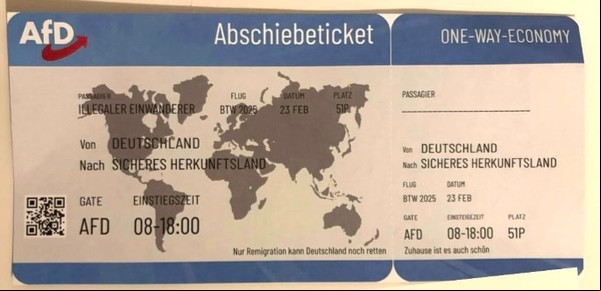 AfD
Abschiebeticket
ONE-WAY-ECONOMY
PASSAGIER
ILLEGALER EINWANDERER
FLUG
BTW 2025
DATUM
23 FEB
PLATZ
51P
Von DEUTSCHLAND
Nach SICHERES HERKUNFTSLAND
GATE
AFD
EINSTIEGSZEIT
08-18:00
Nur Remigration kann Deutschland noch retten
PASSAGIER
Von DEUTSCHLAND
Nach SICHERES HERKUNFTSLAND
FLUG
BTW 2025
DATUM
23 FEB
GATE
AFD
EINSTIEGSZEIT
08-18:00
PLATZ
51P
Zuhause ist es auch schön